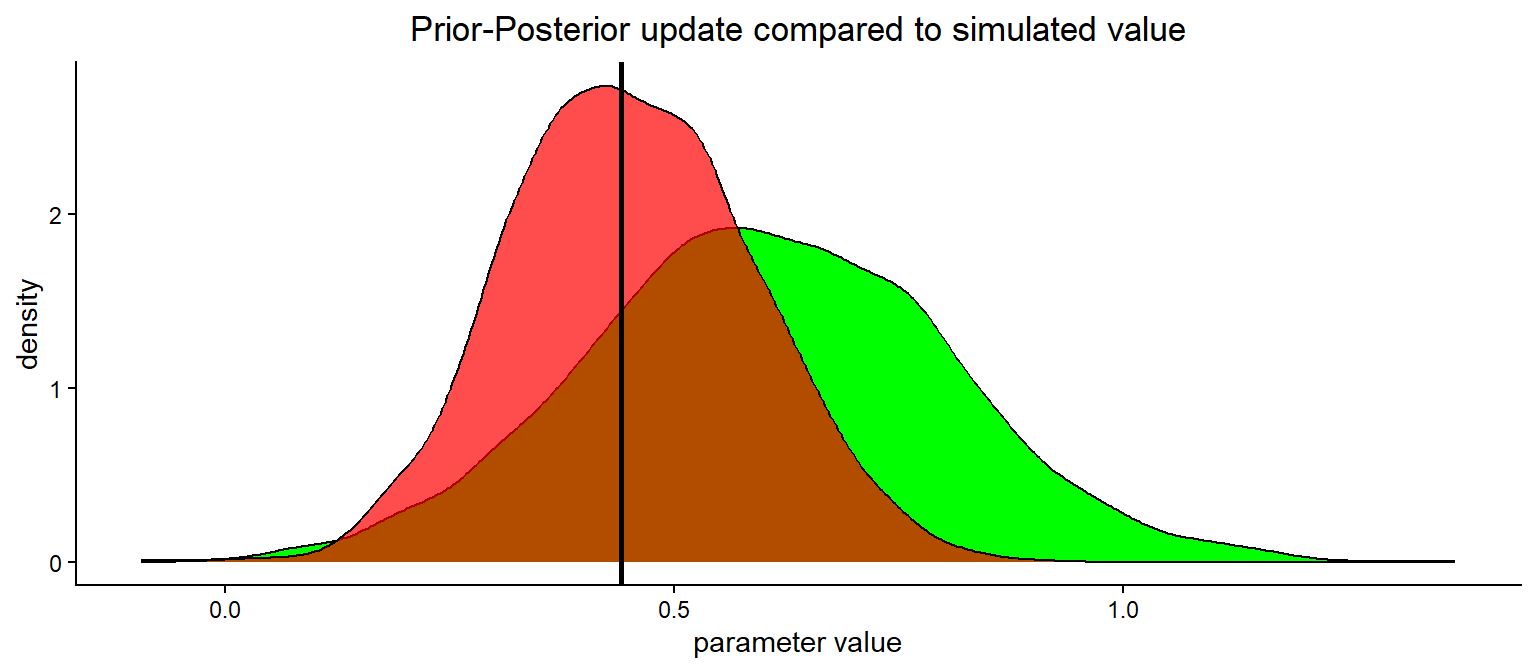 Prior-Posterior update compared to simulated value
density
2
1
0
0.0
0.5
1.0
parameter value